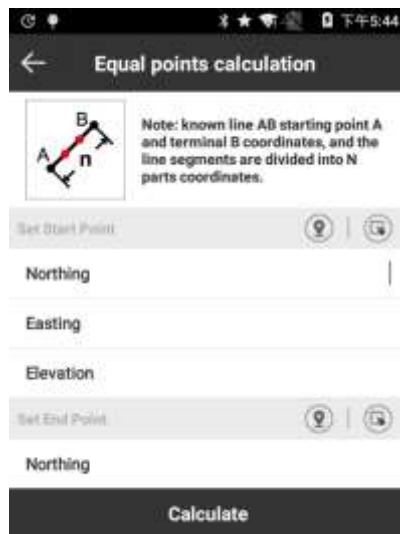 下午5:44
Equal points calculation
B
A
n
Note: known line AB starting point A
and terminal B coordinates, and the
line segments are divided into N
parts coordinates.
Set Start Point
Northing
Easting
Elevation
Set End Point
Northing
Calculate